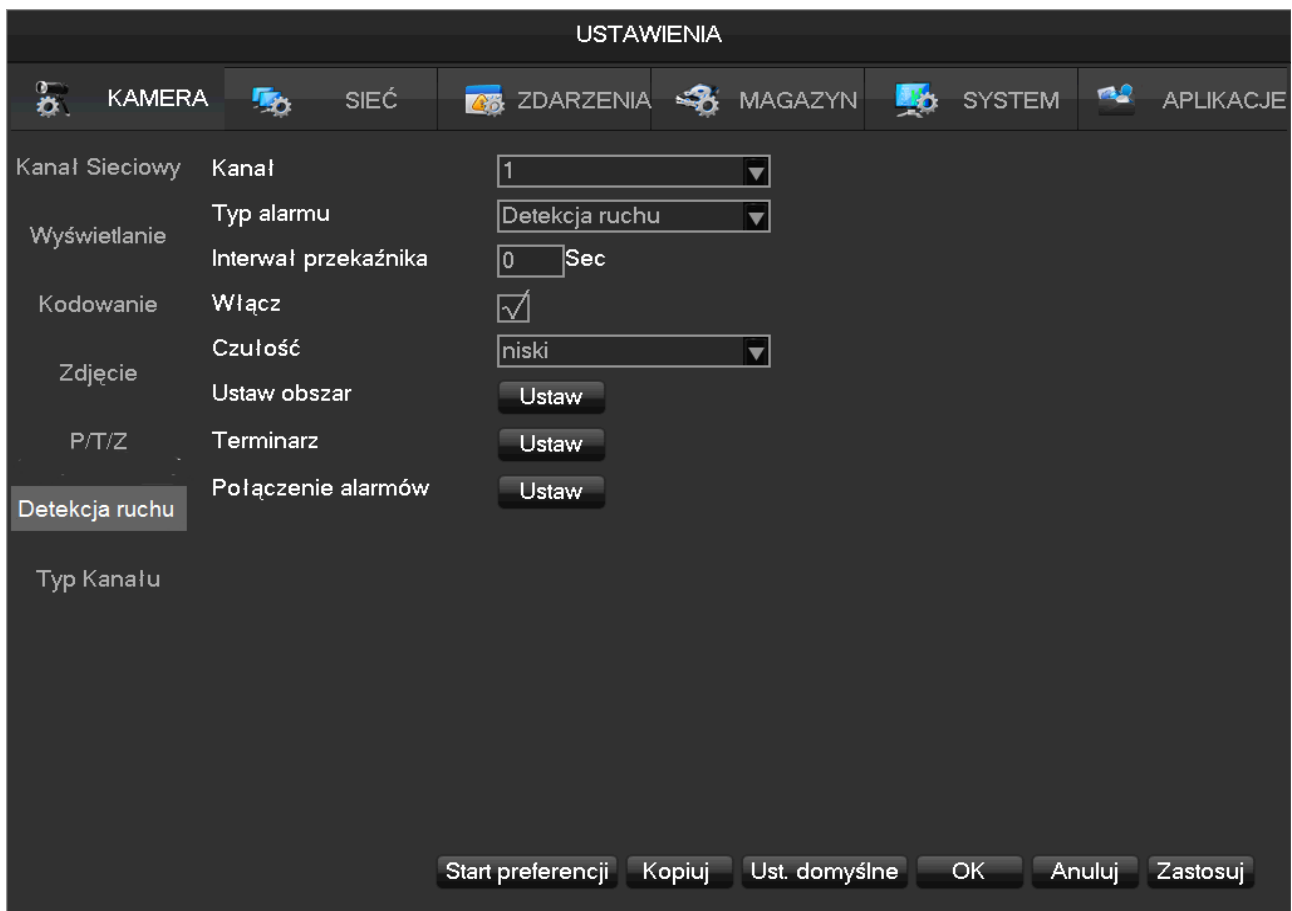 USTAWIENIA
KAMERA SIEĆ ZDARZENIA MAGAZYN SYSTEM APLIKACJE
Kanał Sieciowy
Wyświetlanie
Kodowanie
Zdjęcie
P/T/Z
Detekcja ruchu
Typ Kanału
Kanał 1
Typ alarmu Detekcja ruchu
Interwał przekaźnika 0 Sec
Włącz
Czułość niski
Ustaw obszar Ustaw
Terminarz Ustaw
Połączenie alarmów Ustaw
Start preferencji Kopiuj Ust. domyślne OK Anuluj Zastosuj